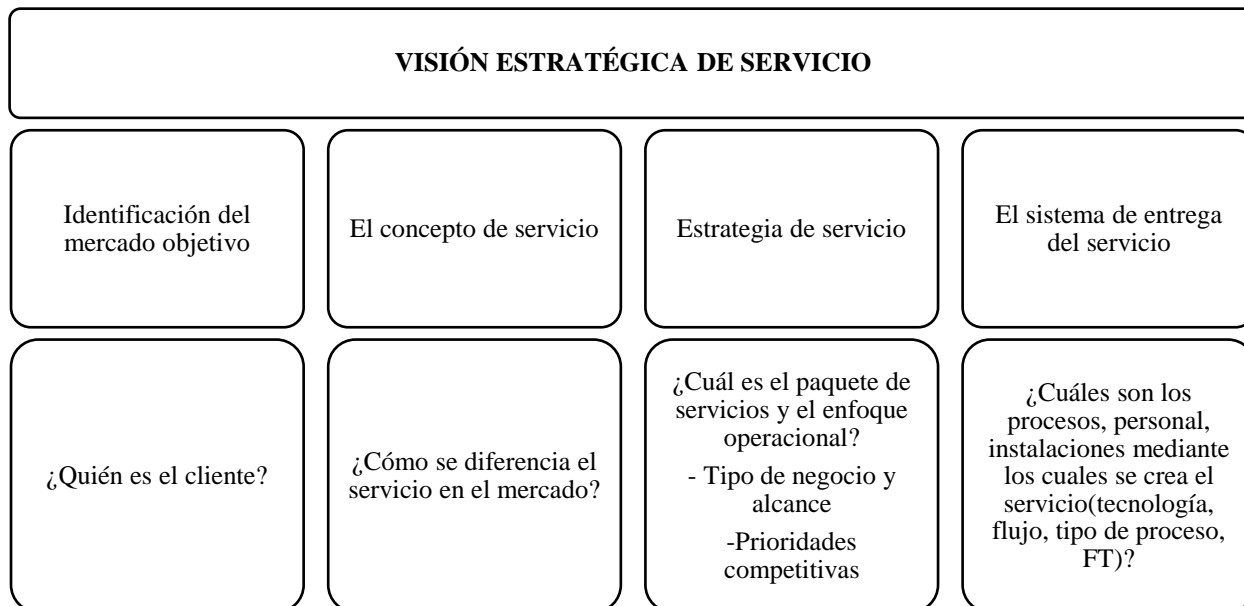 VISIÓN ESTRATÉGICA DE SERVICIO
Identificación del
mercado objetivo
El concepto de servicio
Estrategia de servicio
El sistema de entrega
del servicio
¿Quién es el cliente?
¿Cómo se diferencia el
servicio en el mercado?
¿Cuál es el paquete de
servicios y el enfoque
operacional?
- Tipo de negocio y
alcance
-Prioridades
competitivas
¿Cuáles son los
procesos, personal,
instalaciones mediante
los cuales se crea el
servicio(tecnología,
flujo, tipo de proceso,
FT)?